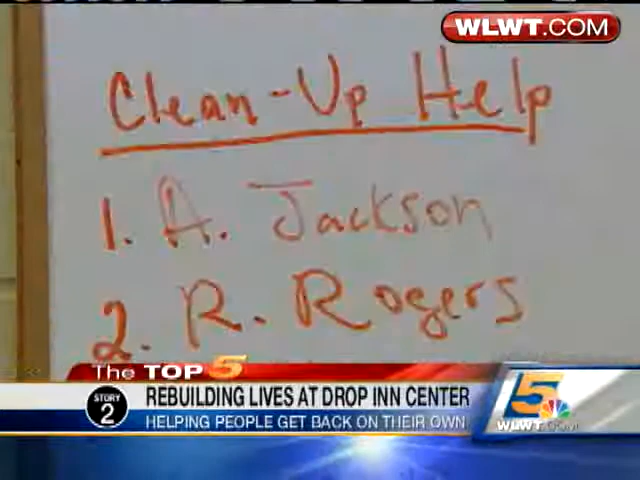 WLWT.COM
Clean-Up Help
1. A. Jackson
2. R. Rogers
The TOP 5
STORY 2
REBUILDING LIVES AT DROP INN CENTER
HELPING PEOPLE GET BACK ON THEIR OWN
5
WLWT.COM